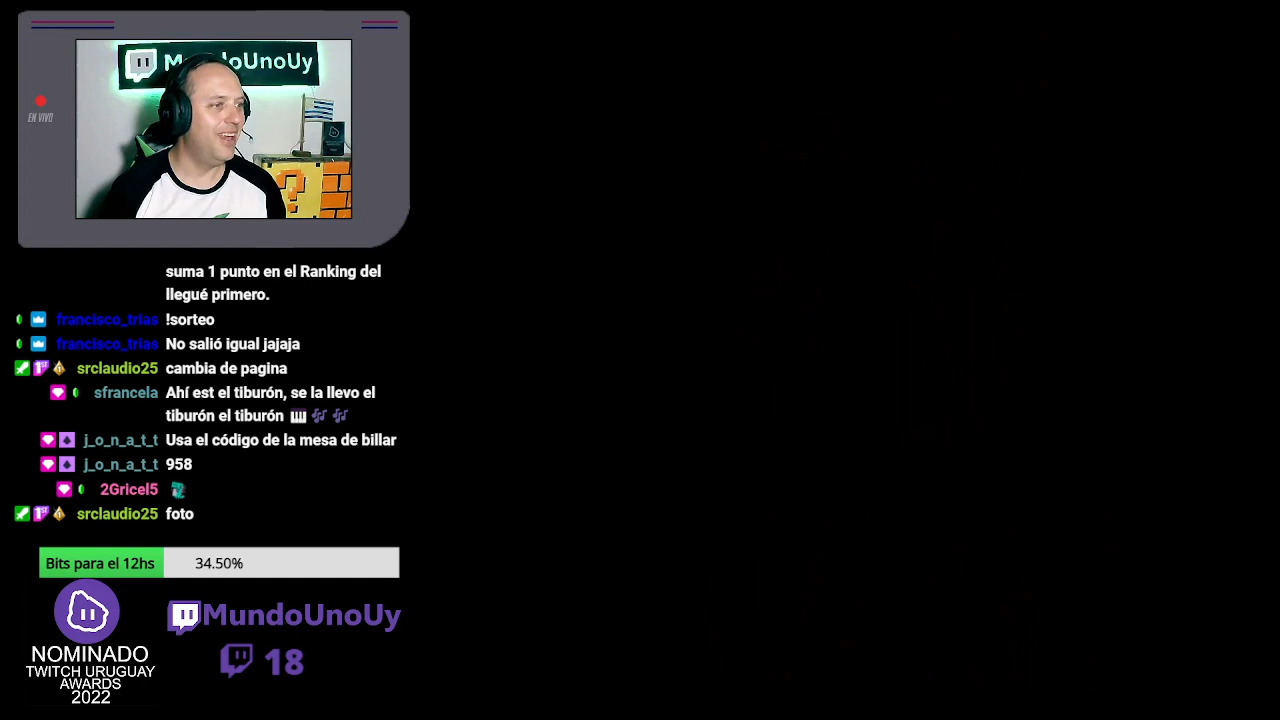 MundoUnoUy
EN VIVO
suma 1 punto en el Ranking del
llegué primero.
francisco_trias !sorteo
francisco_trias No salió igual jajaja
srclaudio25 cambia de pagina
sfrancela Ahí est el tiburón, se la llevo el
tiburón el tiburón
j_o_n_a_t_t Usa el código de la mesa de billar
j_o_n_a_t_t 958
2Gricel5
srclaudio25 foto
Bits para el 12hs 34.50%
MundoUnoUy
18
NOMINADO
TWITCH URUGUAY
AWARDS
2022